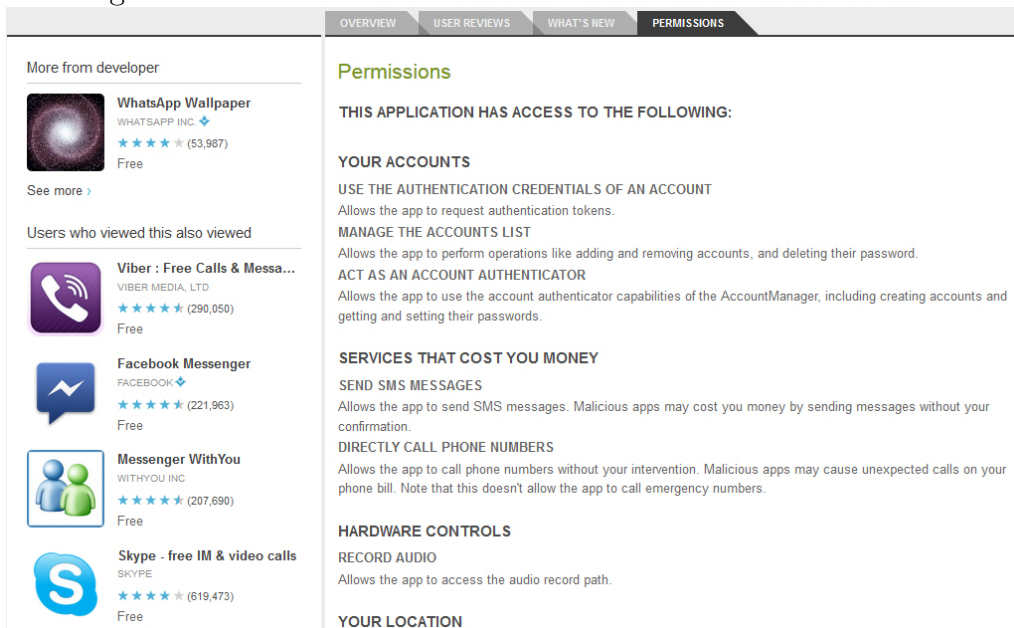 OVERVIEW
USER REVIEWS
WHAT'S NEW
PERMISSIONS
More from developer
WhatsApp Wallpaper
WHATSAPP INC.
(53,987)
Free
See more ›
Users who viewed this also viewed
Viber : Free Calls & Messa...
VIBER MEDIA, LTD
(290,050)
Free
Facebook Messenger
FACEBOOK
(221,963)
Free
Messenger WithYou
WITHYOU INC
(207,690)
Free
Skype - free IM & video calls
SKYPE
(619,473)
Free
Permissions
THIS APPLICATION HAS ACCESS TO THE FOLLOWING:
YOUR ACCOUNTS
USE THE AUTHENTICATION CREDENTIALS OF AN ACCOUNT
Allows the app to request authentication tokens.
MANAGE THE ACCOUNTS LIST
Allows the app to perform operations like adding and removing accounts, and deleting their password.
ACT AS AN ACCOUNT AUTHENTICATOR
Allows the app to use the account authenticator capabilities of the AccountManager, including creating accounts and
getting and setting their passwords.
SERVICES THAT COST YOU MONEY
SEND SMS MESSAGES
Allows the app to send SMS messages. Malicious apps may cost you money by sending messages without your
confirmation.
DIRECTLY CALL PHONE NUMBERS
Allows the app to call phone numbers without your intervention. Malicious apps may cause unexpected calls on your
phone bill. Note that this doesn't allow the app to call emergency numbers.
HARDWARE CONTROLS
RECORD AUDIO
Allows the app to access the audio record path.
YOUR LOCATION